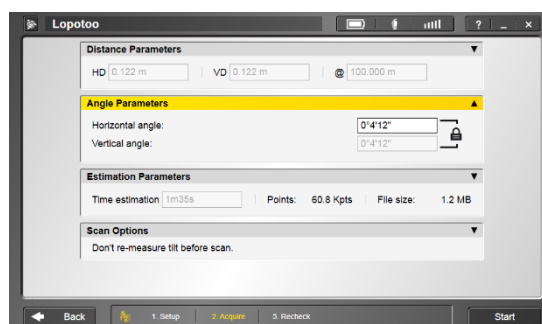 Lopotoo ? _ x
Distance Parameters
HD 0.122 m VD 0.122 m @ 100.000 m
Angle Parameters
Horizontal angle: 0°4'12"
Vertical angle: 0°4'12"
Estimation Parameters
Time estimation 1m35s Points: 60.8 Kpts File size: 1.2 MB
Scan Options
Don't re-measure tilt before scan.
Back 1. Setup 2. Acquire 3. Recheck Start